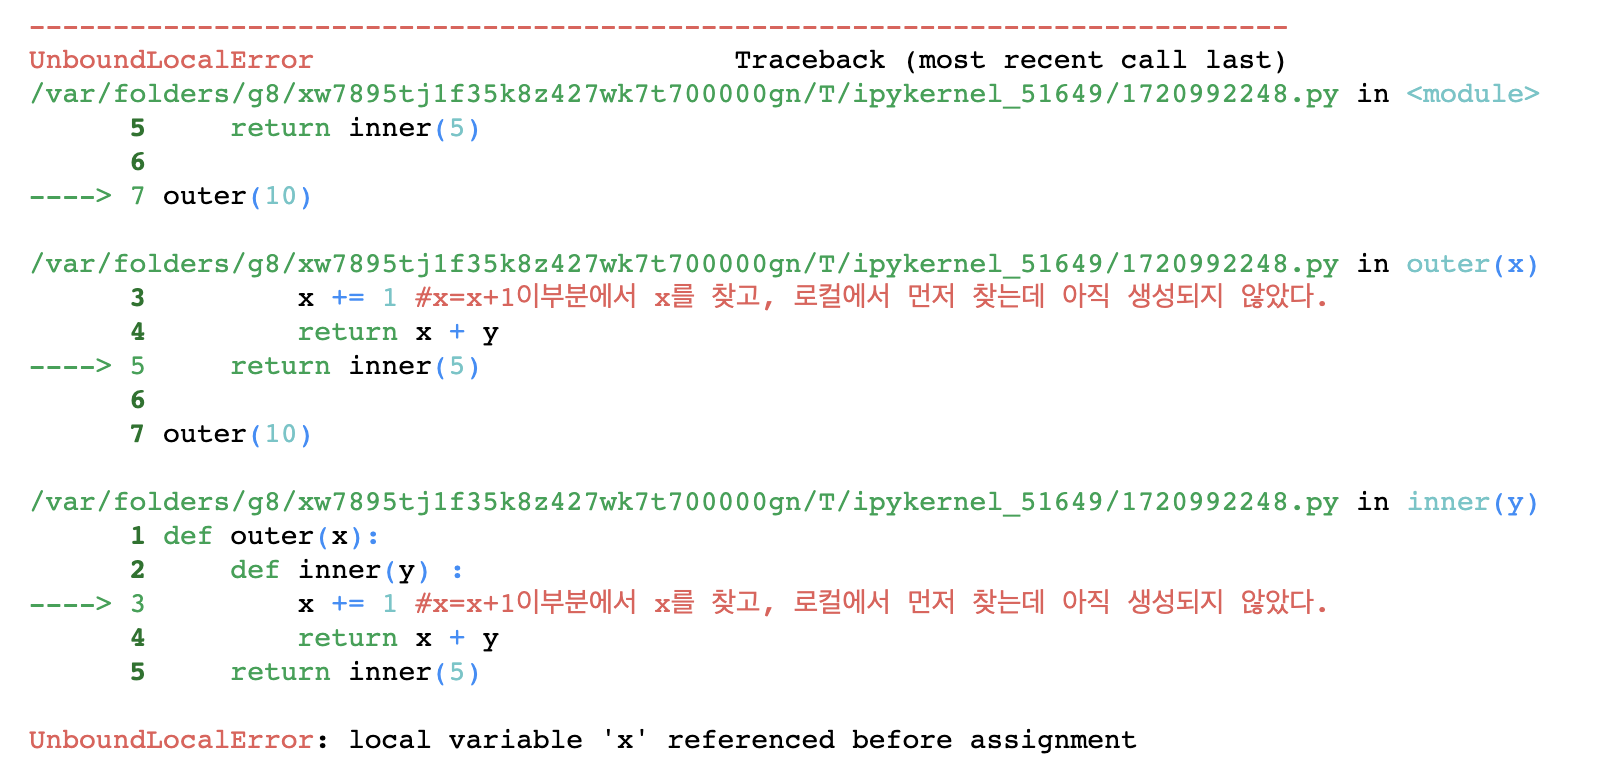 ---------------------------------------------------------------------------
UnboundLocalError                         Traceback (most recent call last)
/var/folders/g8/xw7895tj1f35k8z427wk7t700000gn/T/ipykernel_51649/1720992248.py in <module>
      5     return inner(5)
      6
----> 7 outer(10)

/var/folders/g8/xw7895tj1f35k8z427wk7t700000gn/T/ipykernel_51649/1720992248.py in outer(x)
      3         x += 1 #x=x+1이부분에서 x를 찾고, 로컬에서 먼저 찾는데 아직 생성되지 않았다.
      4         return x + y
----> 5     return inner(5)
      6
      7 outer(10)

/var/folders/g8/xw7895tj1f35k8z427wk7t700000gn/T/ipykernel_51649/1720992248.py in inner(y)
      1 def outer(x):
      2     def inner(y) :
----> 3         x += 1 #x=x+1이부분에서 x를 찾고, 로컬에서 먼저 찾는데 아직 생성되지 않았다.
      4         return x + y
      5     return inner(5)

UnboundLocalError: local variable 'x' referenced before assignment